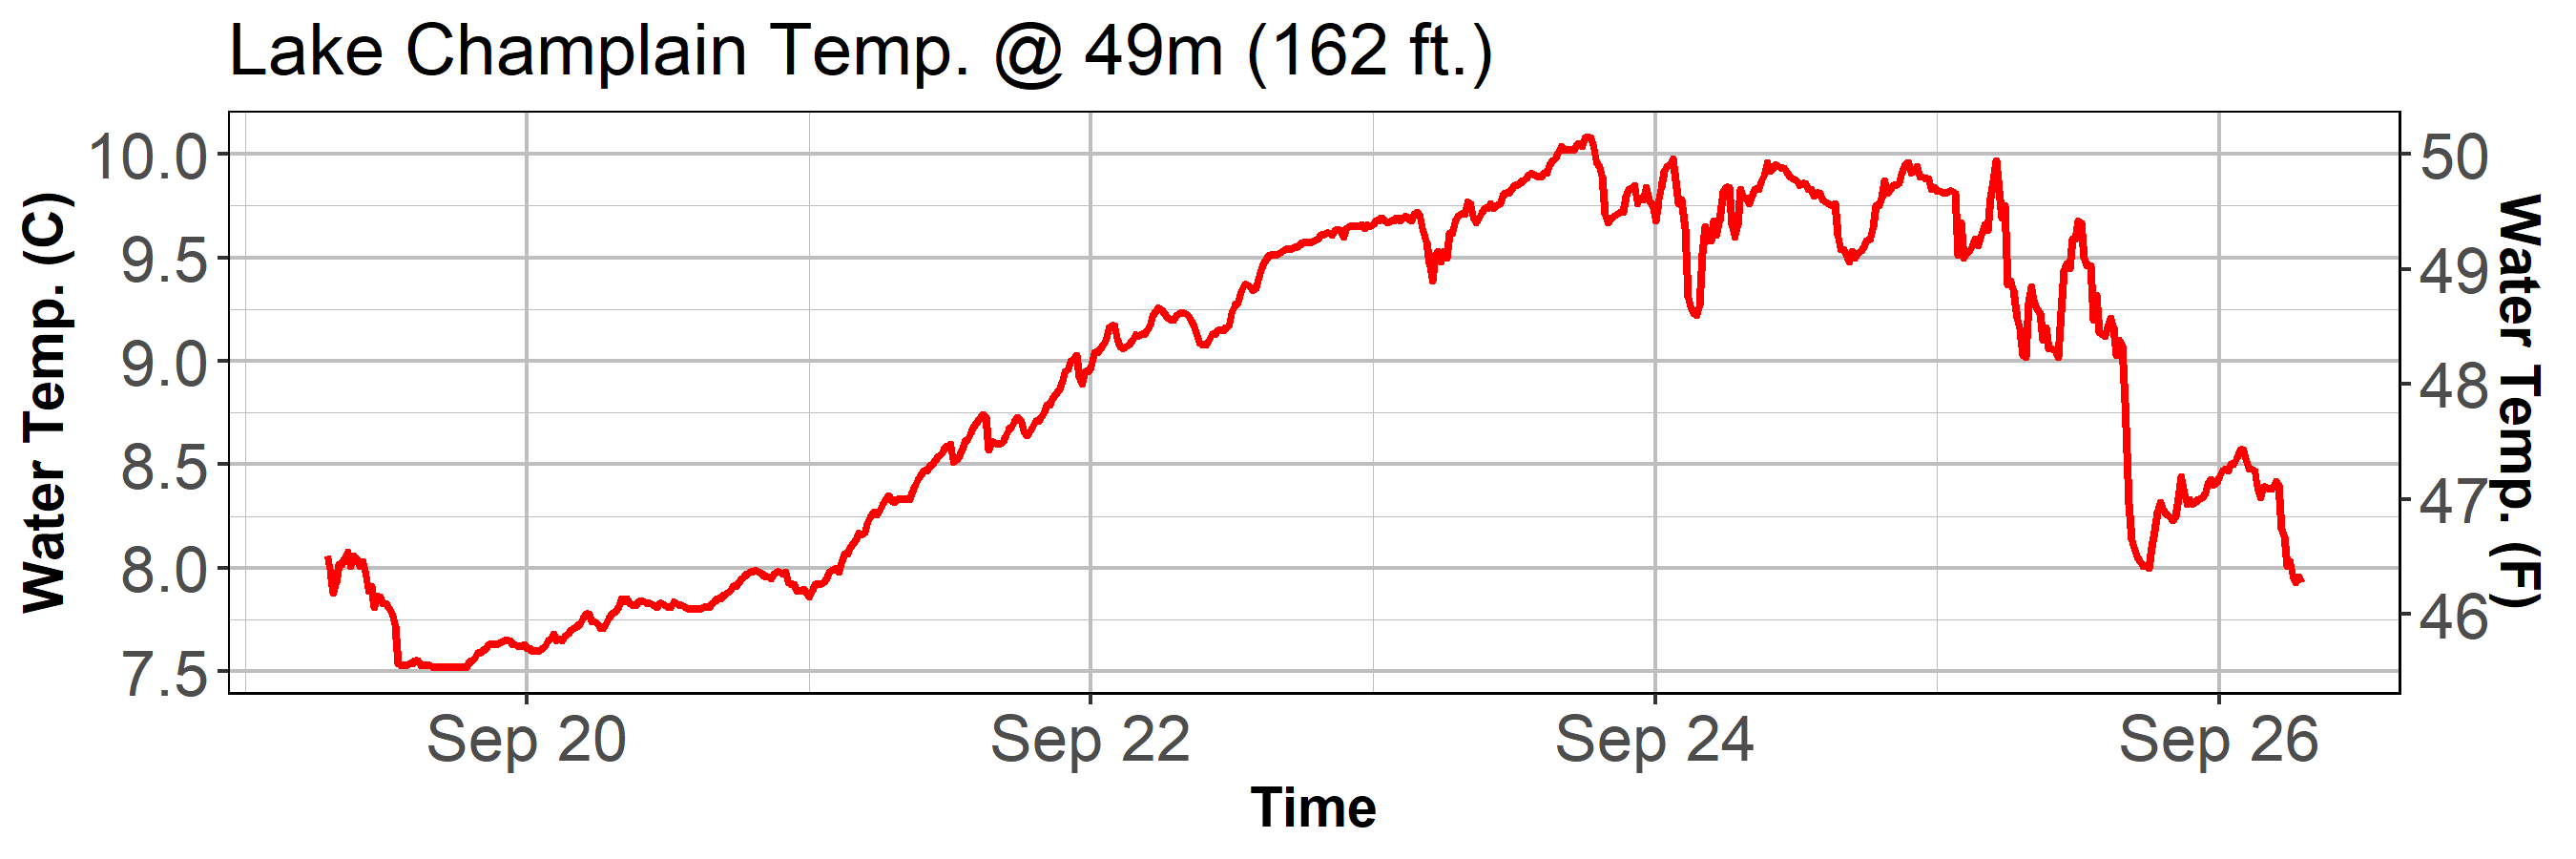 Lake Champlain Temp. @ 49m (162 ft.)
Water Temp. (C)
10.0
9.5
9.0
8.5
8.0
7.5
50
49
48
47
46
Water Temp. (F)
Sep 20 Sep 22 Sep 24 Sep 26
Time